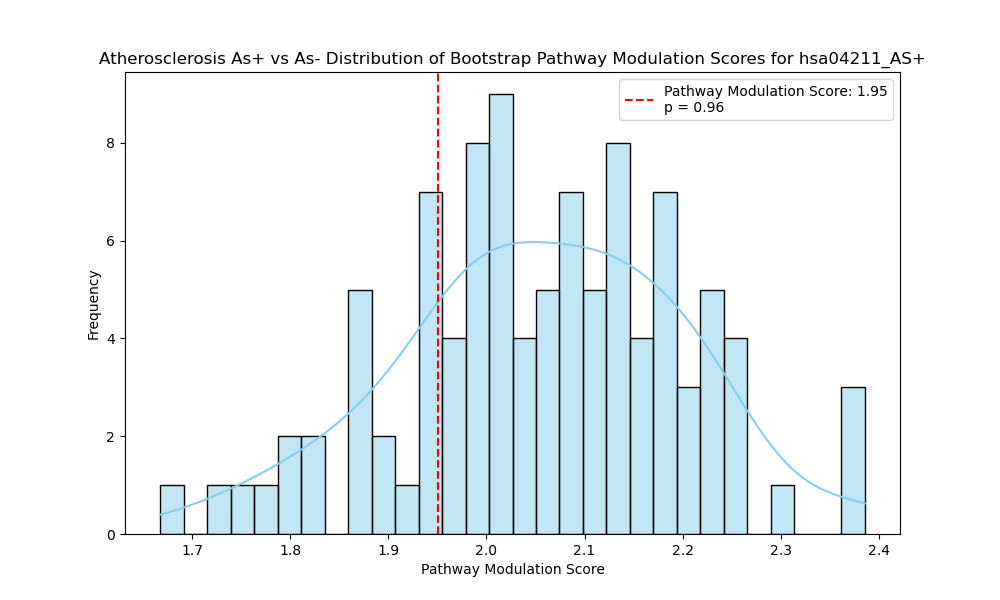 Atherosclerosis As+ vs As- Distribution of Bootstrap Pathway Modulation Scores for hsa04211_AS+
Pathway Modulation Score: 1.95
p = 0.96
Frequency
8
6
4
2
0
1.7 1.8 1.9 2.0 2.1 2.2 2.3 2.4
Pathway Modulation Score